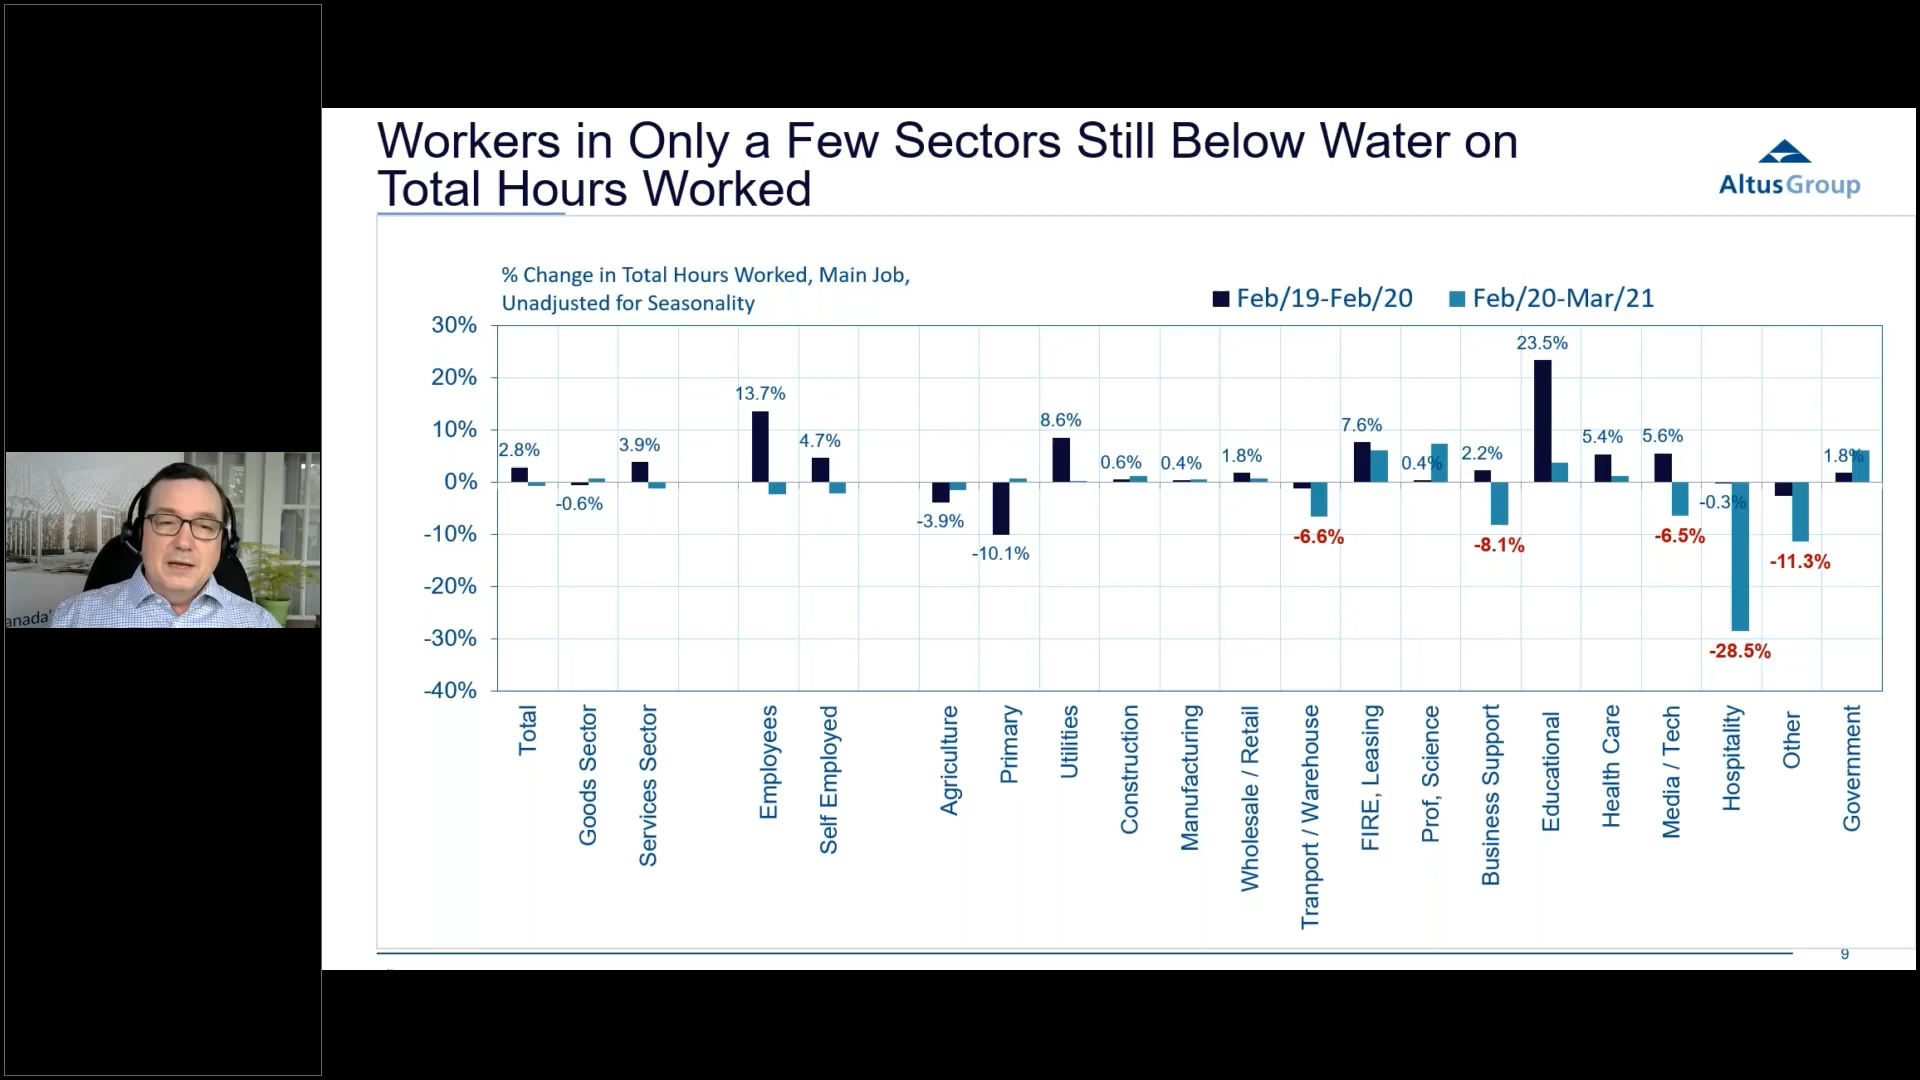 Workers in Only a Few Sectors Still Below Water on
Total Hours Worked
AltusGroup
% Change in Total Hours Worked, Main Job,
Unadjusted for Seasonality
Feb/19-Feb/20
Feb/20-Mar/21
30%
20%
10%
0%
-10%
-20%
-30%
-40%
2.8%
-0.6%
3.9%
13.7%
4.7%
-3.9%
-10.1%
8.6%
0.6%
0.4%
1.8%
-6.6%
7.6%
0.4%
2.2%
-8.1%
23.5%
5.4%
5.6%
-6.5%
-0.3%
-28.5%
-11.3%
1.8%
Total
Goods Sector
Services Sector
Employees
Self Employed
Agriculture
Primary
Utilities
Construction
Manufacturing
Wholesale / Retail
Tranport / Warehouse
FIRE, Leasing
Prof, Science
Business Support
Educational
Health Care
Media / Tech
Hospitality
Other
Government
9
anada'